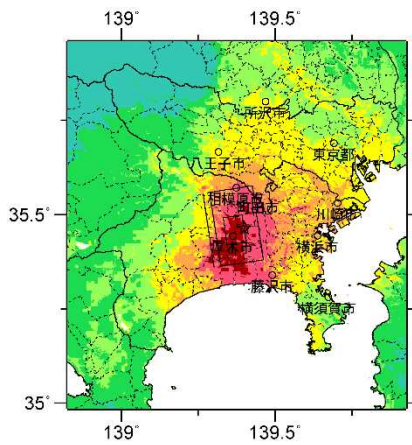 139° 139.5°
所沢市
八王子市
東京都
相模原市
町田市
35.5°
川崎市
厚木市
横浜市
藤沢市
横須賀市
35°
139° 139.5°